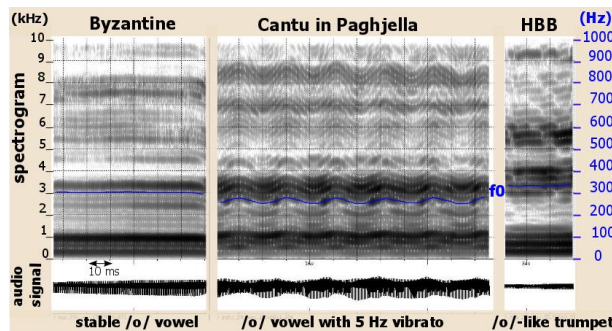 Byzantine
Cantu in Paghjella
HBB
(kHz)
10
9
8
7
6
5
4
3
2
1
0
spectrogram
(Hz)
1000
900
800
700
600
500
400
300
200
100
0
f0
10 ms
audio
signal
stable /o/ vowel
/o/ vowel with 5 Hz vibrato
/o/-like trumpet